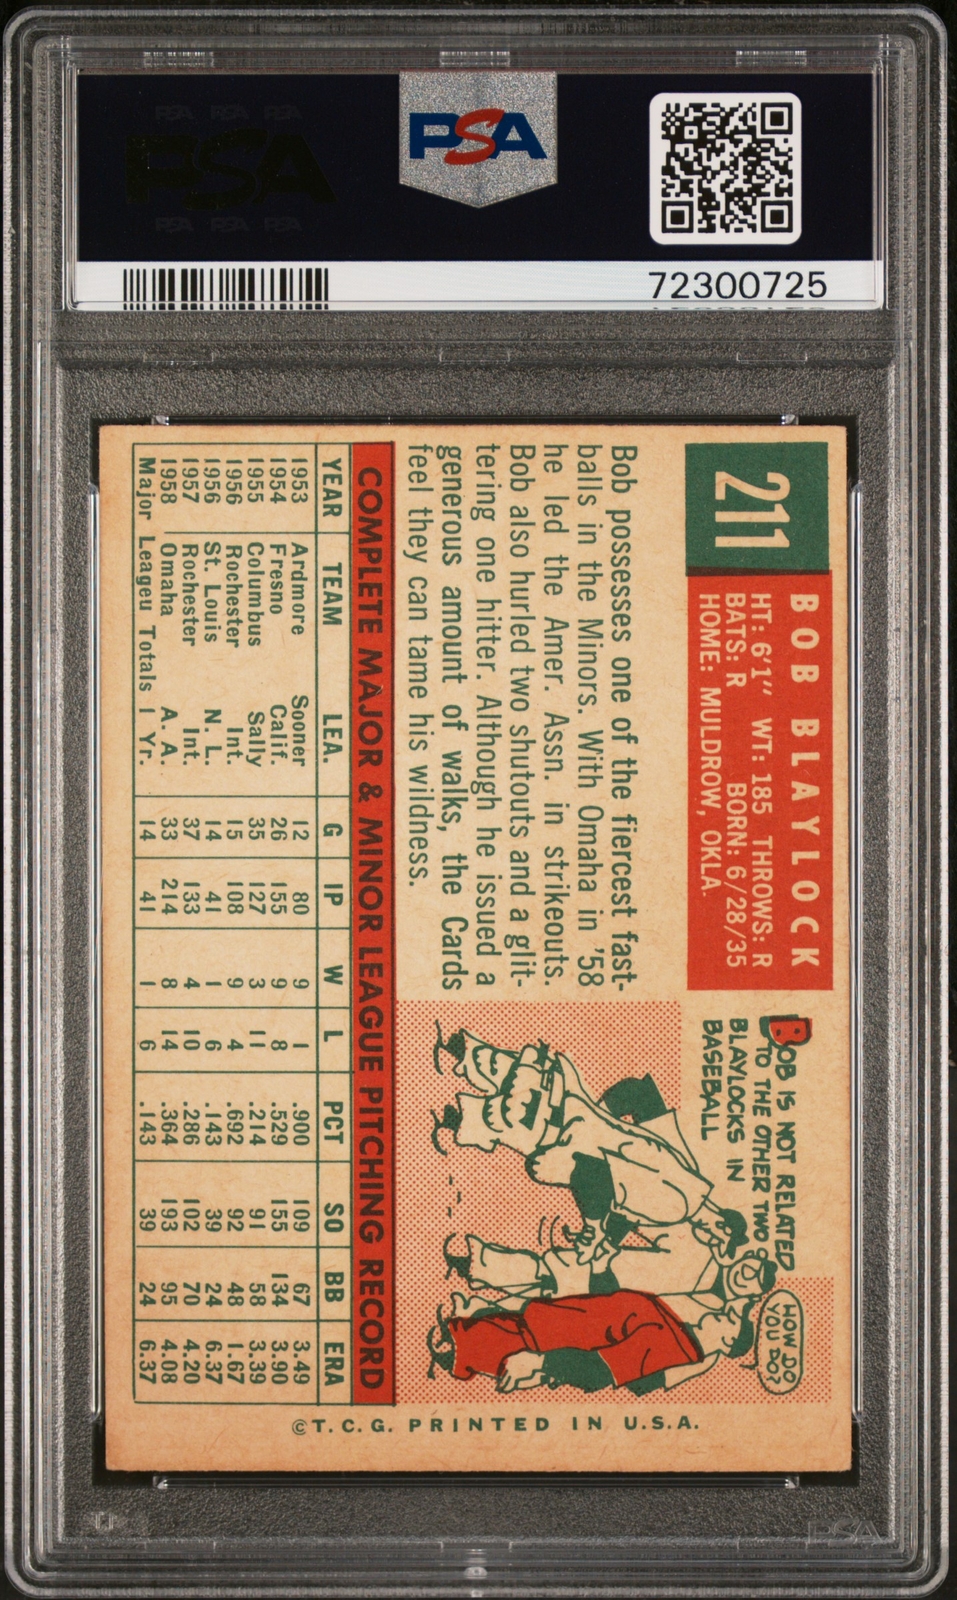 PSA PSA PSA
PSA
PSA PSA PSA
PSA
72300725
211
BOB BLAYLOCK
HT: 6'1" WT: 185 THROWS: R
BATS: R BORN: 6/28/35
HOME: MULDROW, OKLA.
Bob possesses one of the fiercest fast-
balls in the Minors. With Omaha in '58
he led the Amer. Assn. in strikeouts.
Bob also hurled two shutouts and a glit-
tering one hitter. Although he issued a
generous amount of walks, the Cards
feel they can tame his wildness.
BOB IS NOT RELATED
TO THE OTHER TWO
BLAYLOCKS IN
BASEBALL
HOW DO
YOU DO?
COMPLETE MAJOR & MINOR LEAGUE PITCHING RECORD
YEAR TEAM LEA. G IP W L PCT SO BB ERA
1953 Ardmore Sooner 12 80 9 1 .900 109 67 3.49
1954 Fresno Calif. 26 155 9 8 .529 155 134 3.90
1955 Columbus Sally 35 127 3 11 .214 91 58 3.39
1956 Rochester Int. 15 108 9 4 .692 92 48 1.67
1956 St. Louis N. L. 14 41 1 6 .143 39 24 6.37
1957 Rochester Int. 37 133 4 10 .286 102 70 4.20
1958 Omaha A. A. 33 214 8 14 .364 193 95 4.08
Major Leageu Totals 1 Yr. 14 41 1 6 .143 39 24 6.37
© T. C. G. PRINTED IN U.S.A.
PSA